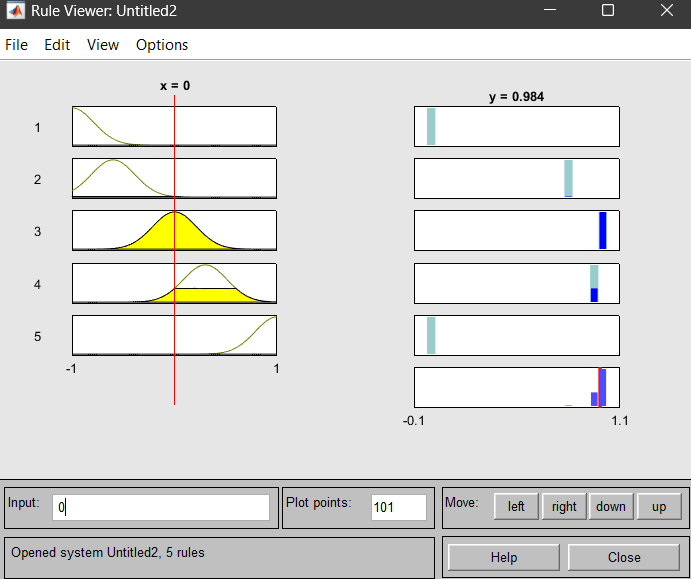 Rule Viewer: Untitled2
File Edit View Options
x = 0
y = 0.984
1
2
3
4
5
-1 1
-0.1 1.1
Input: 0 Plot points: 101 Move: left right down up
Opened system Untitled2, 5 rules Help Close